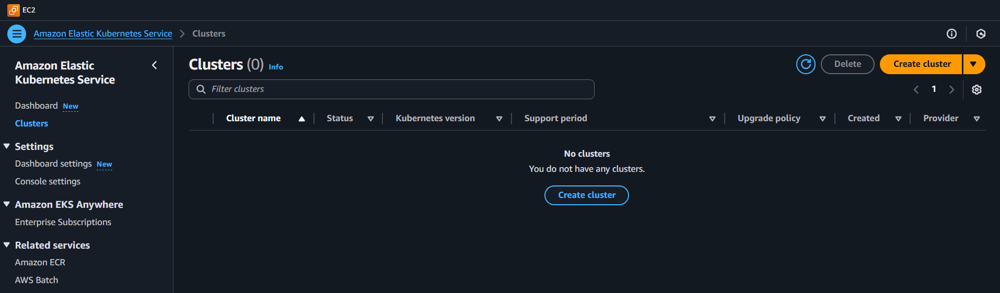 EC2
Amazon Elastic Kubernetes Service > Clusters
Amazon Elastic
Kubernetes Service
Dashboard New
Clusters
Settings
Dashboard settings New
Console settings
Amazon EKS Anywhere
Enterprise Subscriptions
Related services
Amazon ECR
AWS Batch
Clusters (0) Info
Delete
Create cluster
Filter clusters
1
Cluster name Status Kubernetes version Support period Upgrade policy Created Provider
No clusters
You do not have any clusters.
Create cluster